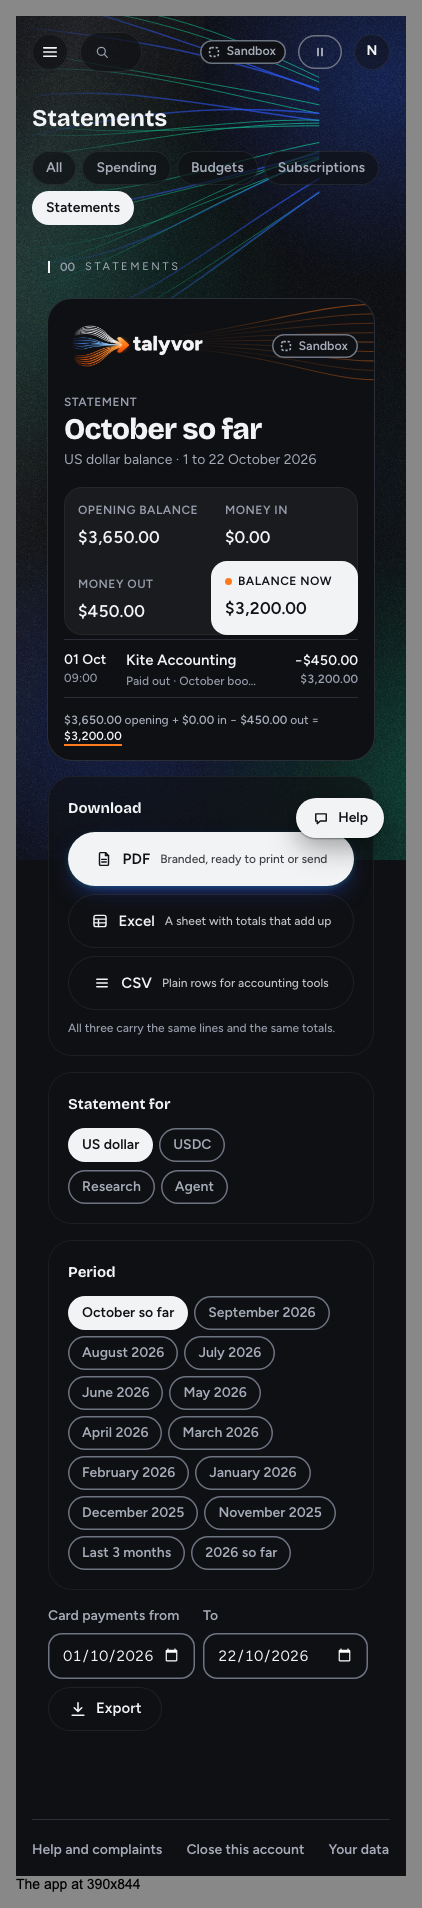 Sandbox
N
Statements
All Spending Budgets Subscriptions
Statements
00 STATEMENTS
talyvor Sandbox
STATEMENT
October so far
US dollar balance · 1 to 22 October 2026
OPENING BALANCE MONEY IN
$3,650.00 $0.00
MONEY OUT BALANCE NOW
$450.00 $3,200.00
01 Oct Kite Accounting −$450.00
09:00 Paid out · October boo… $3,200.00
$3,650.00 opening + $0.00 in − $450.00 out =
$3,200.00
Download
Help
PDF Branded, ready to print or send
Excel A sheet with totals that add up
CSV Plain rows for accounting tools
All three carry the same lines and the same totals.
Statement for
US dollar USDC
Research Agent
Period
October so far September 2026
August 2026 July 2026
June 2026 May 2026
April 2026 March 2026
February 2026 January 2026
December 2025 November 2025
Last 3 months 2026 so far
Card payments from To
01/10/2026 22/10/2026
Export
Help and complaints Close this account Your data
The app at 390x844